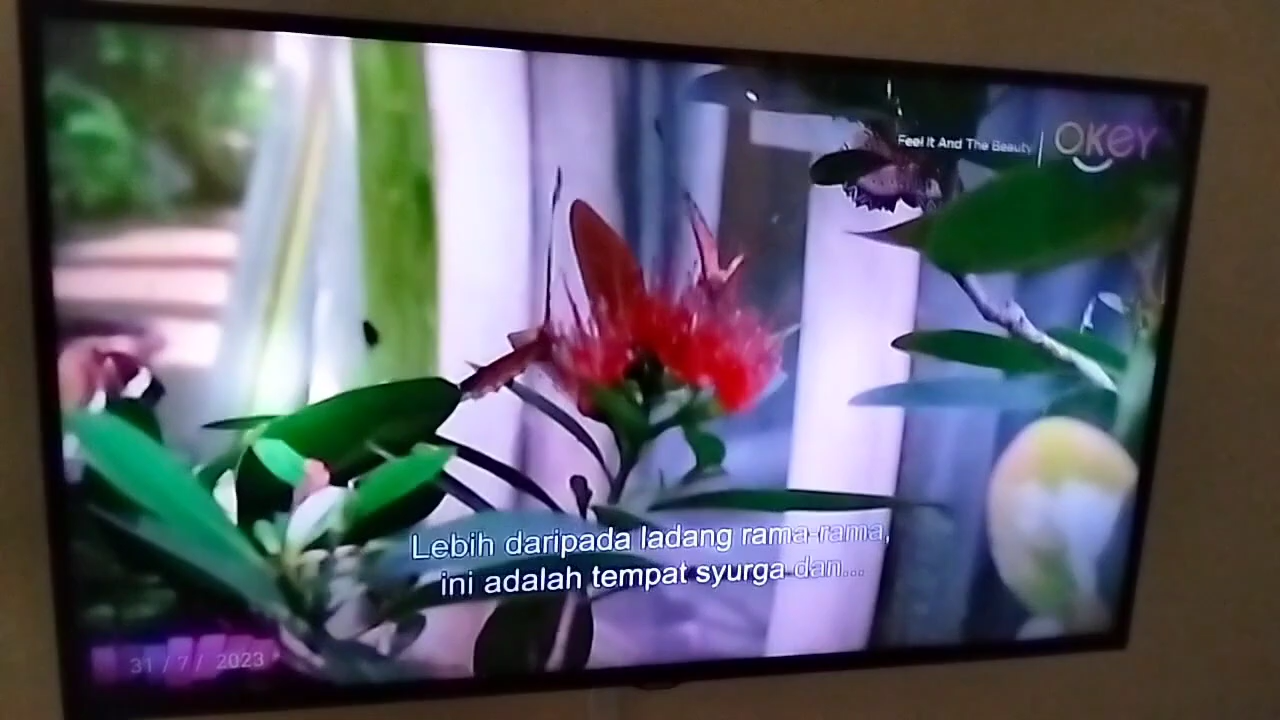 Feel It And The Beauty
OKEY
Lebih daripada ladang rama-rama,
ini adalah tempat syurga dan...
31 / 7 / 2023